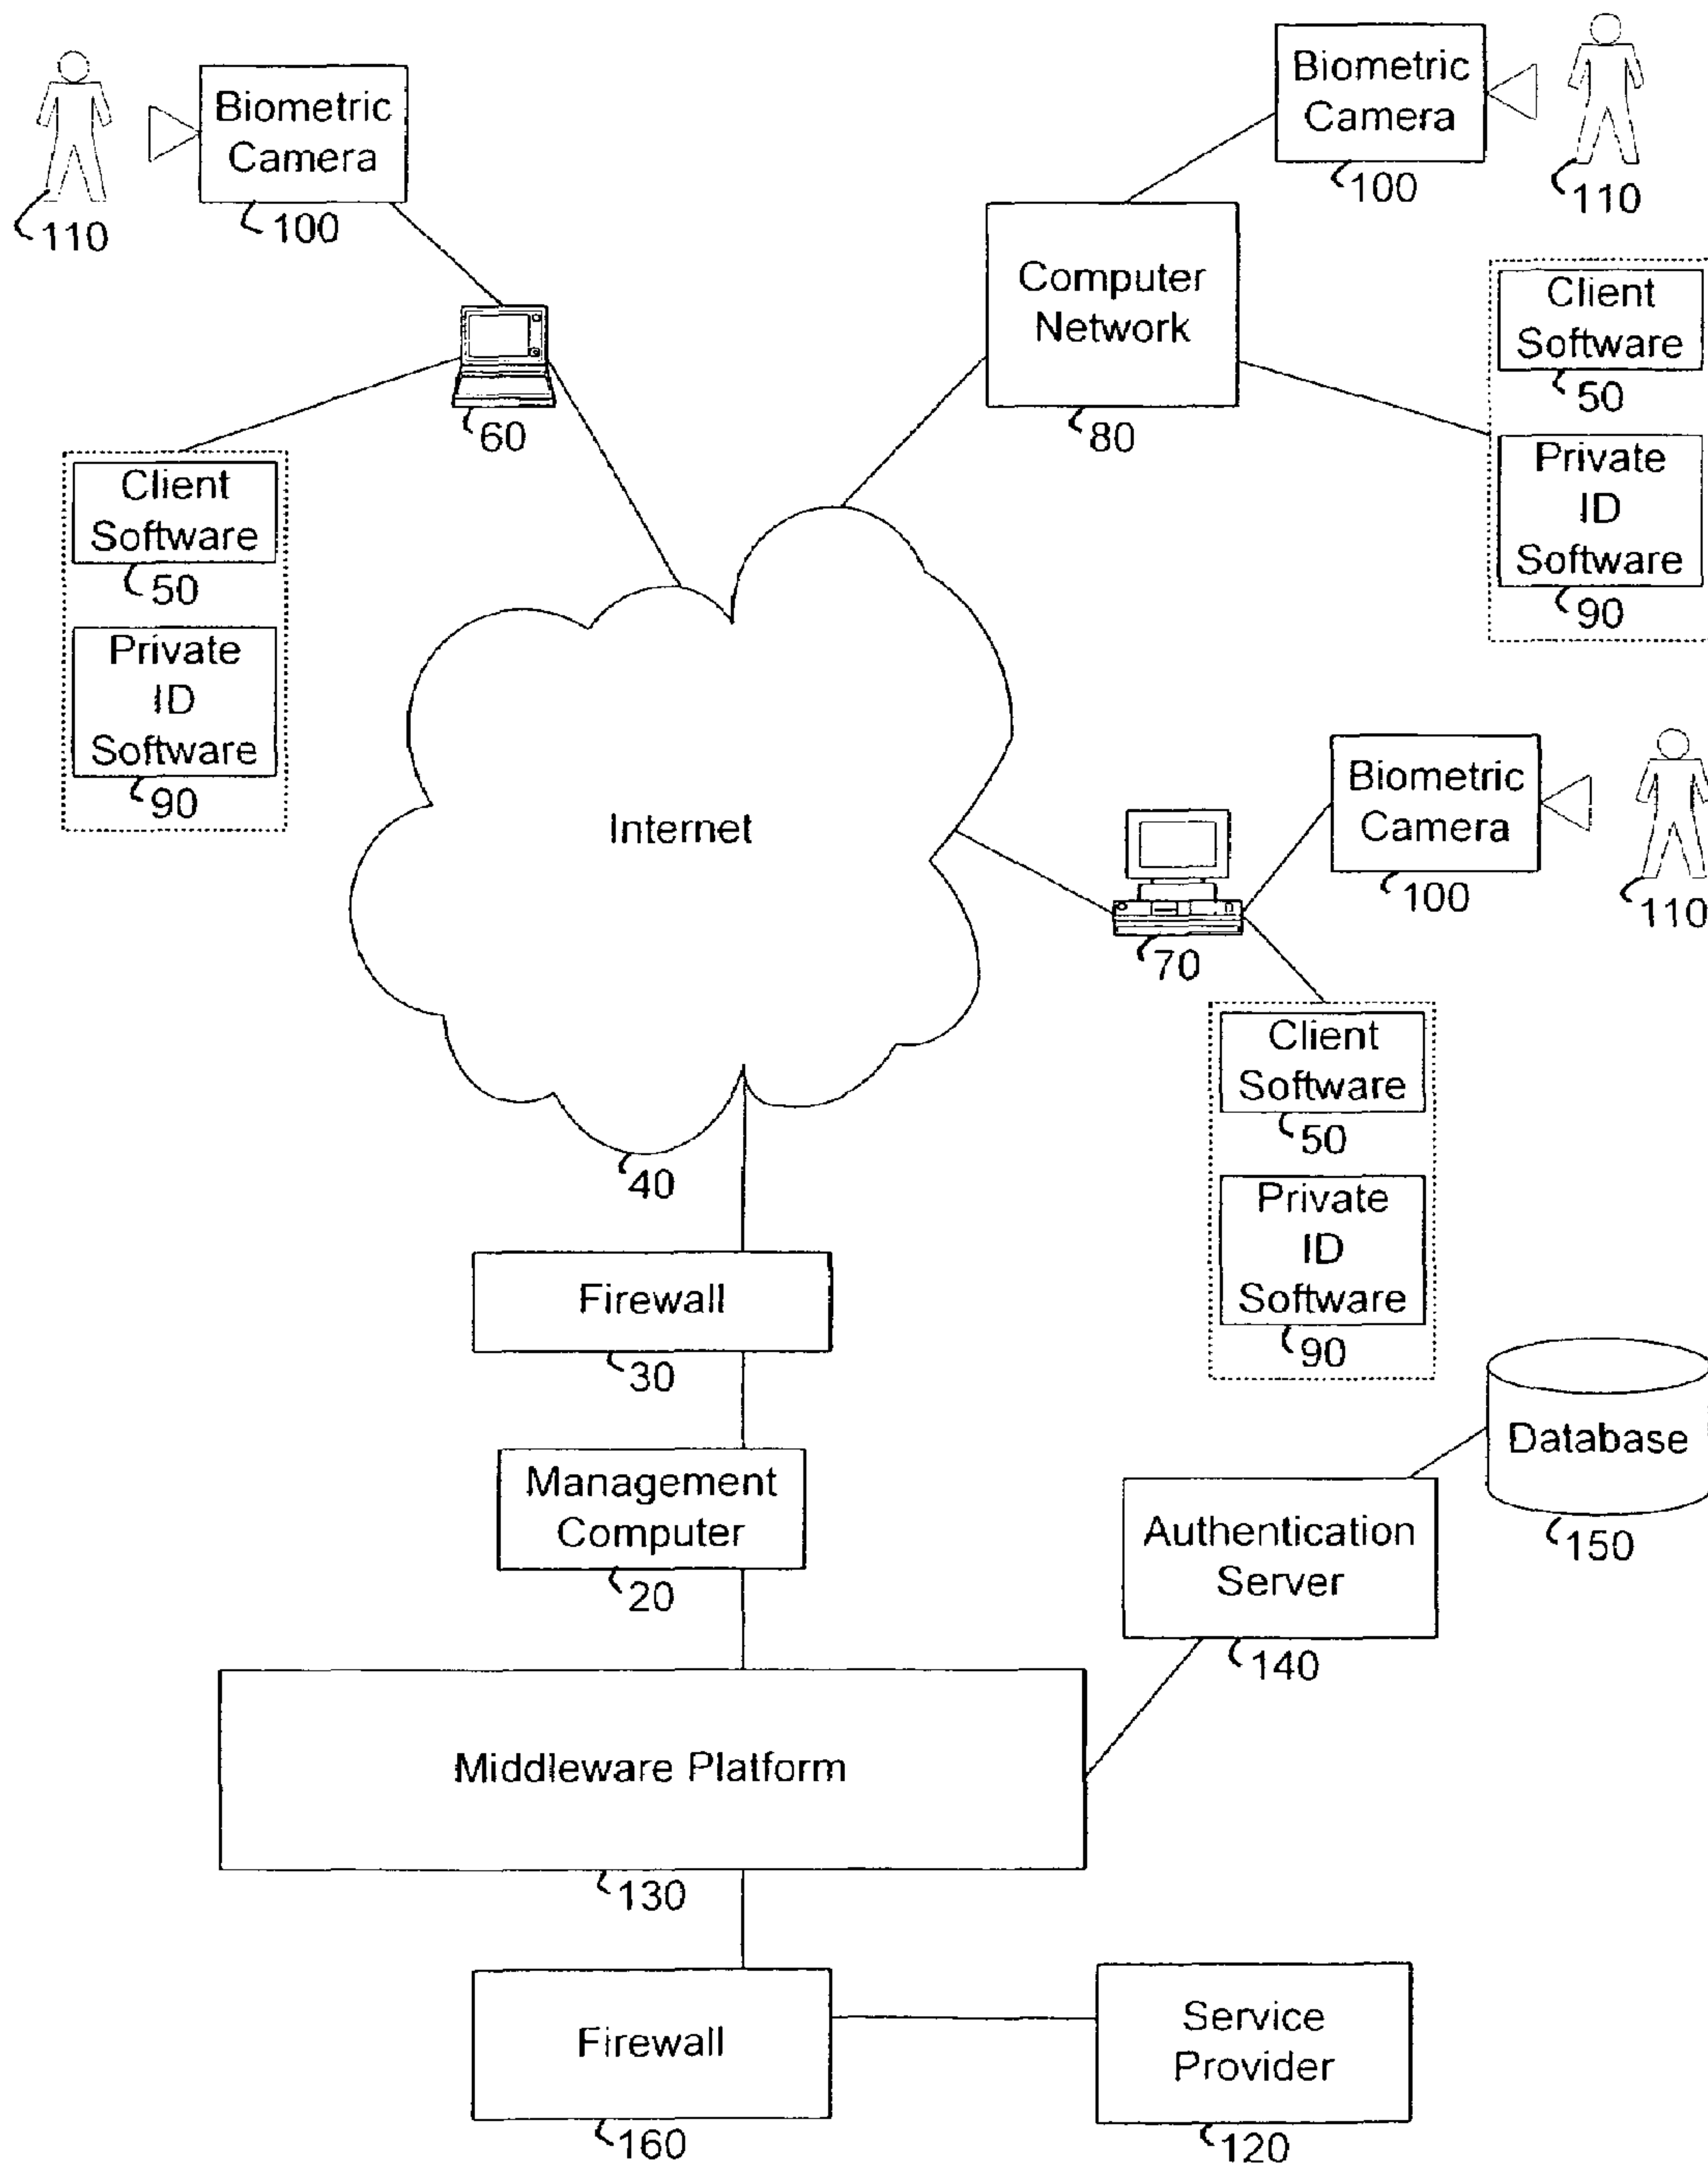 Biometric
Camera
100
110
Biometric
Camera
100
110
Computer
Network
80
Client
Software
50
Private
ID
Software
90
60
Client
Software
50
Private
ID
Software
90
Internet
40
Biometric
Camera
100
110
70
Client
Software
50
Private
ID
Software
90
Firewall
30
Management
Computer
20
Database
150
Authentication
Server
140
Middleware Platform
130
Firewall
160
Service
Provider
120